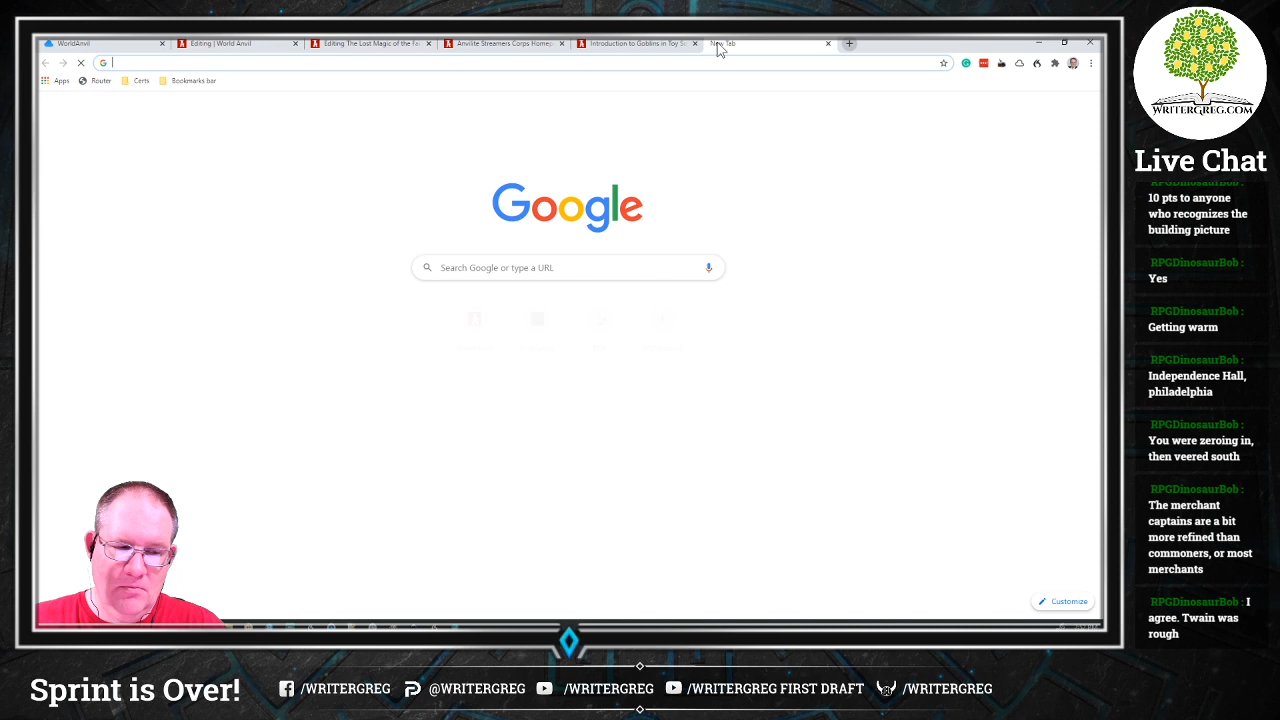 WorldAnvil
Editing | World Anvil
Editing The Lost Magic of the Fa
Anvilite Streamers Corps Homep
Introduction to Goblins in Toy S
New Tab
Apps
Router
Certs
Bookmarks bar
Google
Search Google or type a URL
Customize
WRITERGREG.COM
Live Chat
RPGDinosaurBob :
10 pts to anyone
who recognizes the
building picture
RPGDinosaurBob :
Yes
RPGDinosaurBob :
Getting warm
RPGDinosaurBob :
Independence Hall,
philadelphia
RPGDinosaurBob :
You were zeroing in,
then veered south
RPGDinosaurBob :
The merchant
captains are a bit
more refined than
commoners, or most
merchants
RPGDinosaurBob : I
agree. Twain was
rough
Sprint is Over!
/WRITERGREG
@WRITERGREG
/WRITERGREG
/WRITERGREG FIRST DRAFT
/WRITERGREG